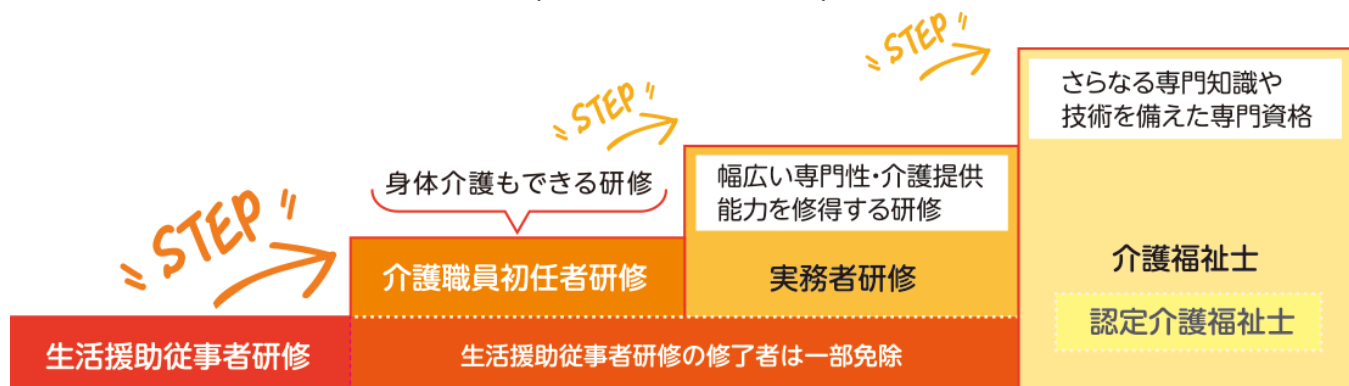 STEP
STEP
STEP
さらなる専門知識や
技術を備えた専門資格
身体介護もできる研修
幅広い専門性・介護提供
能力を修得する研修
介護職員初任者研修
実務者研修
介護福祉士
認定介護福祉士
生活援助従事者研修
生活援助従事者研修の修了者は一部免除